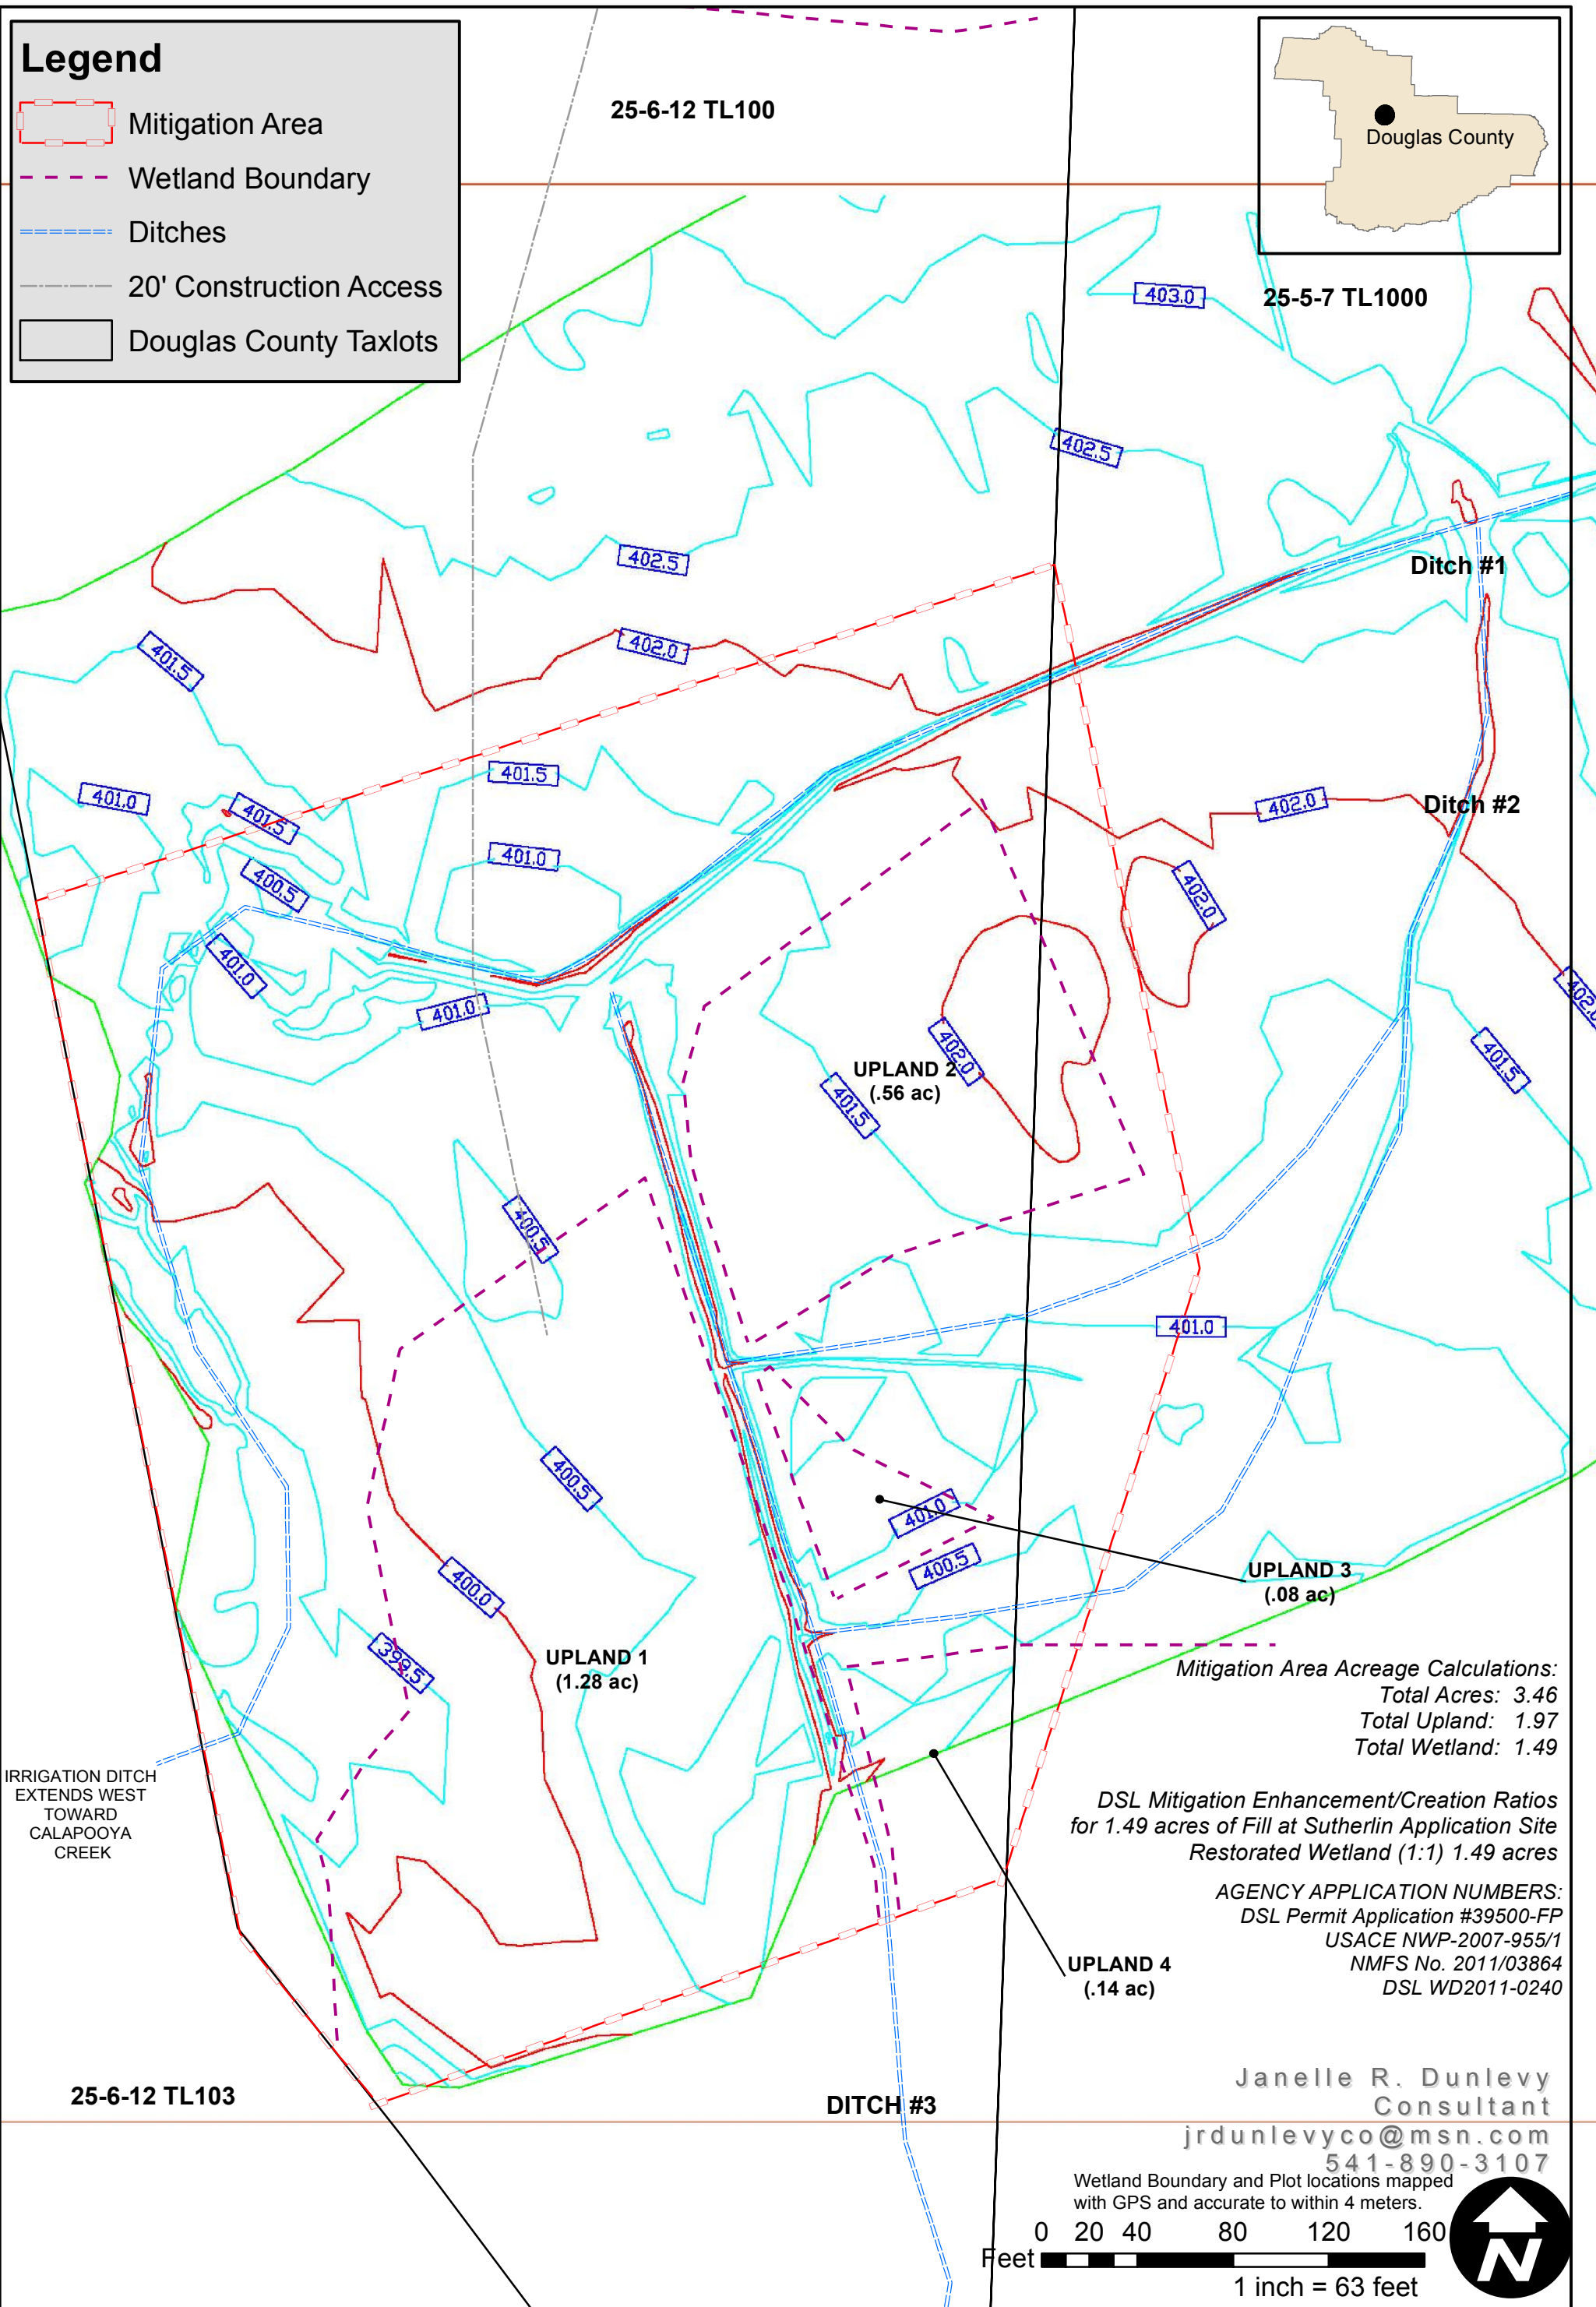 Legend
Mitigation Area
Wetland Boundary
Ditches
20' Construction Access
Douglas County Taxlots
25-6-12 TL100
Douglas County
25-5-7 TL1000
403.0
402.5
402.5
Ditch #1
402.0
401.5
401.5
401.0
401.5
402.0
Ditch #2
401.0
400.5
402.0
401.0
401.0
402.0
401.5
402.0
UPLAND 2
(.56 ac)
401.5
400.5
401.0
400.5
401.0
400.5
400.0
UPLAND 3
(.08 ac)
399.5
UPLAND 1
(1.28 ac)
Mitigation Area Acreage Calculations:
Total Acres: 3.46
Total Upland: 1.97
Total Wetland: 1.49
IRRIGATION DITCH
EXTENDS WEST
TOWARD
CALAPOOYA
CREEK
DSL Mitigation Enhancement/Creation Ratios
for 1.49 acres of Fill at Sutherlin Application Site
Restorated Wetland (1:1) 1.49 acres
AGENCY APPLICATION NUMBERS:
DSL Permit Application #39500-FP
USACE NWP-2007-955/1
NMFS No. 2011/03864
DSL WD2011-0240
UPLAND 4
(.14 ac)
25-6-12 TL103
DITCH #3
Janelle R. Dunlevy
Consultant
jrdunlevyco@msn.com
541-890-3107
Wetland Boundary and Plot locations mapped
with GPS and accurate to within 4 meters.
0 20 40 80 120 160
Feet
1 inch = 63 feet
N